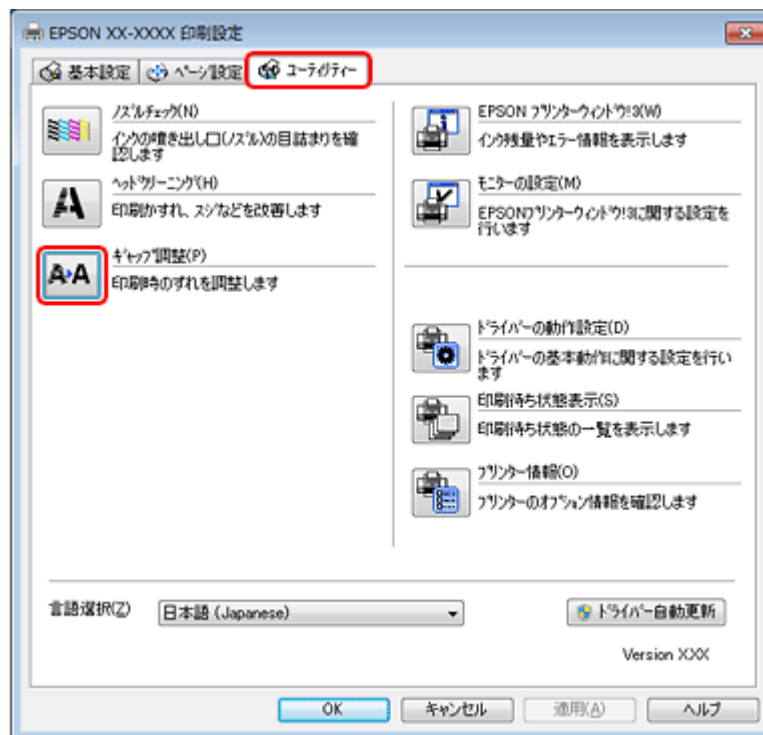 EPSON XX-XXXX 印刷設定
基本設定
ページ設定
ユーティリティー
ノズルチェック(N)
インクの噴き出し口(ノズル)の目詰まりを確
認します
ヘッドクリーニング(H)
印刷かすれ、スジなどを改善します
ギャップ調整(P)
印刷時のずれを調整します
EPSON プリンターウィンドウ!3(W)
インク残量やエラー情報を表示します
モニターの設定(M)
EPSONプリンターウィンドウ!3に関する設定を
行います
ドライバーの動作設定(D)
ドライバーの基本動作に関する設定を行い
ます
印刷待ち状態表示(S)
印刷待ち状態の一覧を表示します
プリンター情報(O)
プリンターのオプション情報を確認します
言語選択(Z)
日本語 (Japanese)
ドライバー自動更新
Version X.XX
OK
キャンセル
適用(A)
ヘルプ